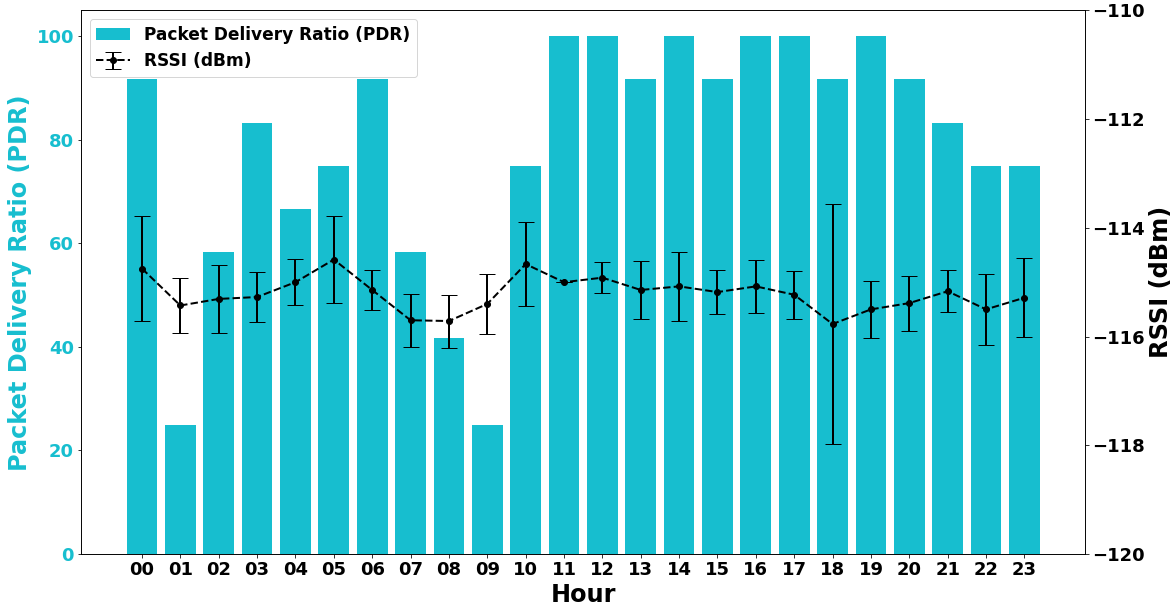 Packet Delivery Ratio (PDR)
RSSI (dBm)
100
80
60
40
20
0
Packet Delivery Ratio (PDR)
−110
−112
−114
−116
−118
−120
RSSI (dBm)
00 01 02 03 04 05 06 07 08 09 10 11 12 13 14 15 16 17 18 19 20 21 22 23
Hour